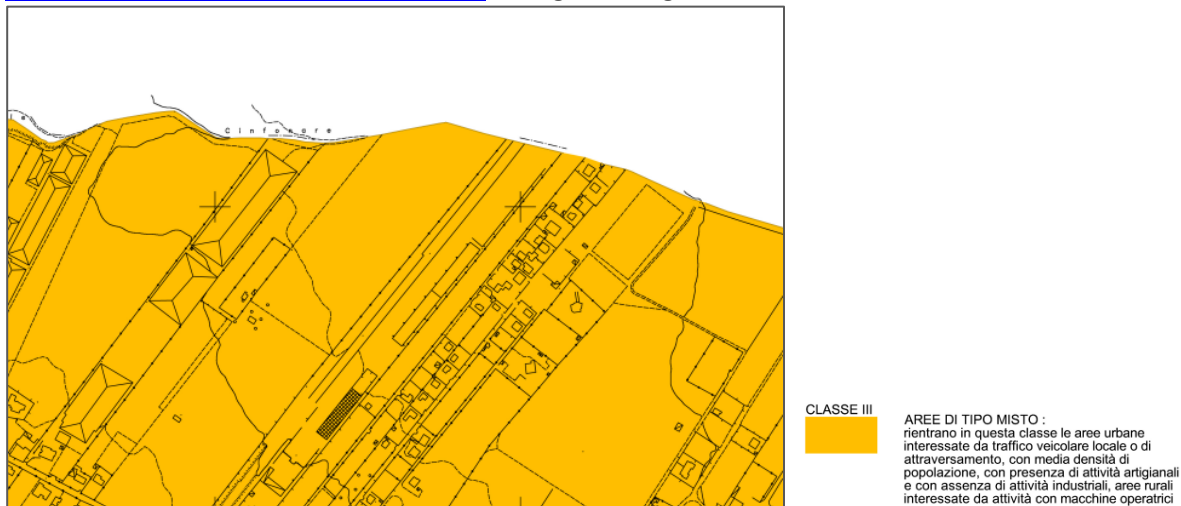 Cinfonare
CLASSE III
AREE DI TIPO MISTO :
rientrano in questa classe le aree urbane
interessate da traffico veicolare locale o di
attraversamento, con media densità di
popolazione, con presenza di attività artigianali
e con assenza di attività industriali, aree rurali
interessate da attività con macchine operatrici